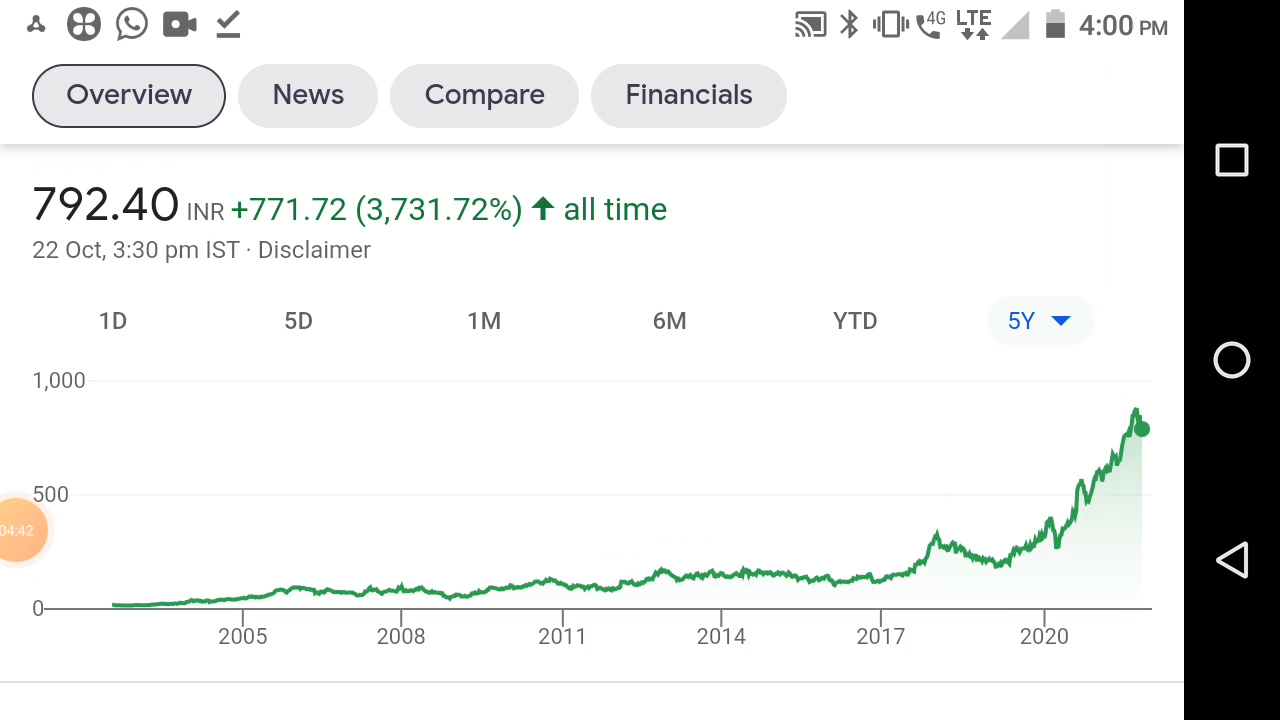 4G LTE 4:00 PM
Overview News Compare Financials
792.40 INR +771.72 (3,731.72%) all time
22 Oct, 3:30 pm IST · Disclaimer
1D 5D 1M 6M YTD 5Y
1,000
500
04:42
0
2005 2008 2011 2014 2017 2020